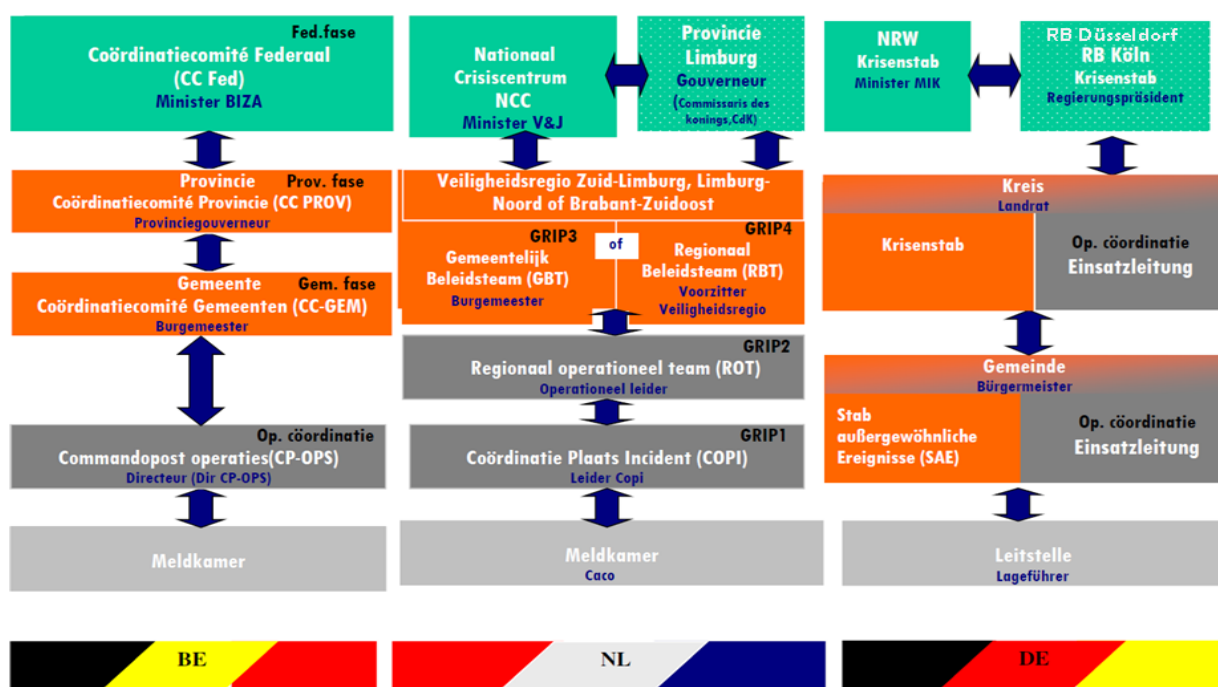 Fed.fase
Coördinatiecomité Federaal
(CC Fed)
Minister BIZA
Provincie
Prov. fase
Coördinatiecomité Provincie (CC PROV)
Provinciegouverneur
Gemeente
Gem. fase
Coördinatiecomité Gemeenten (CC-GEM)
Burgemeester
Op. cöordinatie
Commandopost operaties(CP-OPS)
Directeur (Dir CP-OPS)
Meldkamer
BE
Nationaal
Crisiscentrum
NCC
Minister V&J
Provincie
Limburg
Gouverneur
(Commissaris des
konings,CdK)
Veiligheidsregio Zuid-Limburg, Limburg-
Noord of Brabant-Zuidoost
GRIP3
Gemeentelijk
Beleidsteam (GBT)
Burgemeester
of
GRIP4
Regionaal
Beleidsteam (RBT)
Voorzitter
Veiligheidsregio
GRIP2
Regionaal operationeel team (ROT)
Operationeel leider
GRIP1
Coördinatie Plaats Incident (COPI)
Leider Copi
Meldkamer
Caco
NL
NRW
Krisenstab
Minister MIK
RB Düsseldorf
RB Köln
Krisenstab
Regierungspräsident
Kreis
Landrat
Krisenstab
Op. cöordinatie
Einsatzleitung
Gemeinde
Bürgermeister
Stab
außergewöhnliche
Ereignisse (SAE)
Op. cöordinatie
Einsatzleitung
Leitstelle
Lageführer
DE